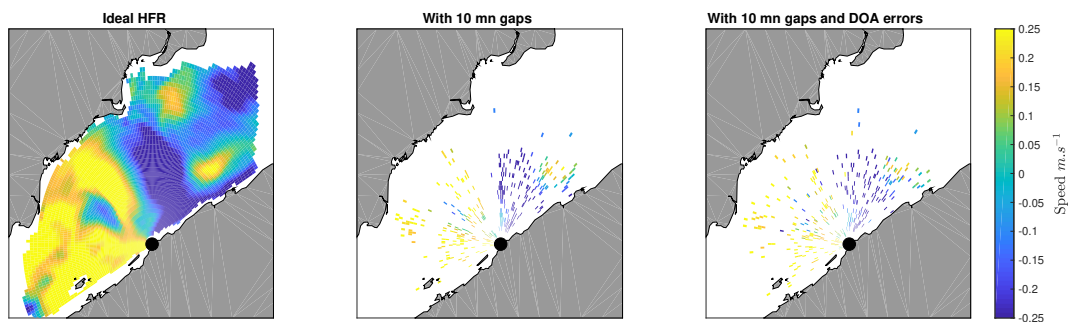 Ideal HFR
With 10 mn gaps
With 10 mn gaps and DOA errors
0.25
0.2
0.15
0.1
0.05
0
-0.05
-0.1
-0.15
-0.2
-0.25
Speed m.s⁻¹